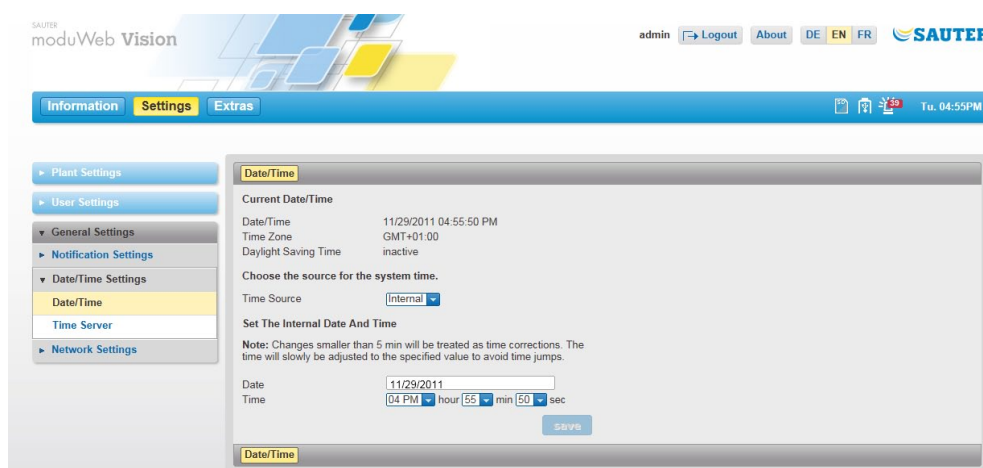 SAUTER
moduWeb Vision
admin Logout About DE EN FR SAUTER
Information Settings Extras 39 Tu. 04:55PM
Plant Settings
User Settings
General Settings
Notification Settings
Date/Time Settings
Date/Time
Time Server
Network Settings
Date/Time
Current Date/Time
Date/Time 11/29/2011 04:55:50 PM
Time Zone GMT+01:00
Daylight Saving Time inactive
Choose the source for the system time.
Time Source Internal
Set The Internal Date And Time
Note: Changes smaller than 5 min will be treated as time corrections. The
time will slowly be adjusted to the specified value to avoid time jumps.
Date 11/29/2011
Time 04 PM hour 55 min 50 sec
save
Date/Time